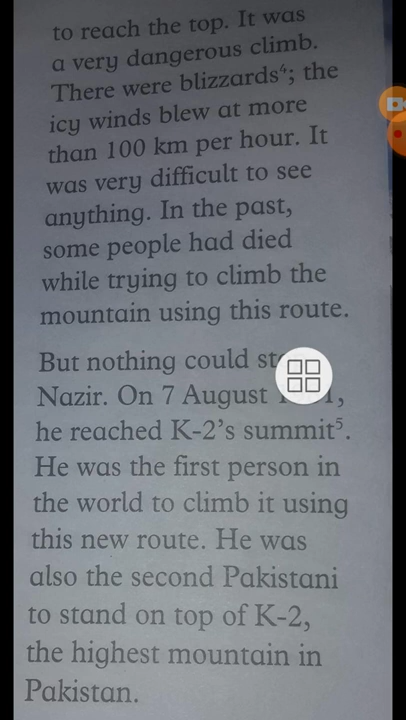 to reach the top. It was
a very dangerous climb.
There were blizzards⁴; the
icy winds blew at more
than 100 km per hour. It
was very difficult to see
anything. In the past,
some people had died
while trying to climb the
mountain using this route.
But nothing could
Nazir. On 7 August
he reached K-2's summit⁵.
He was the first person in
the world to climb it using
this new route. He was
also the second Pakistani
to stand on top of K-2,
the highest mountain in
Pakistan.